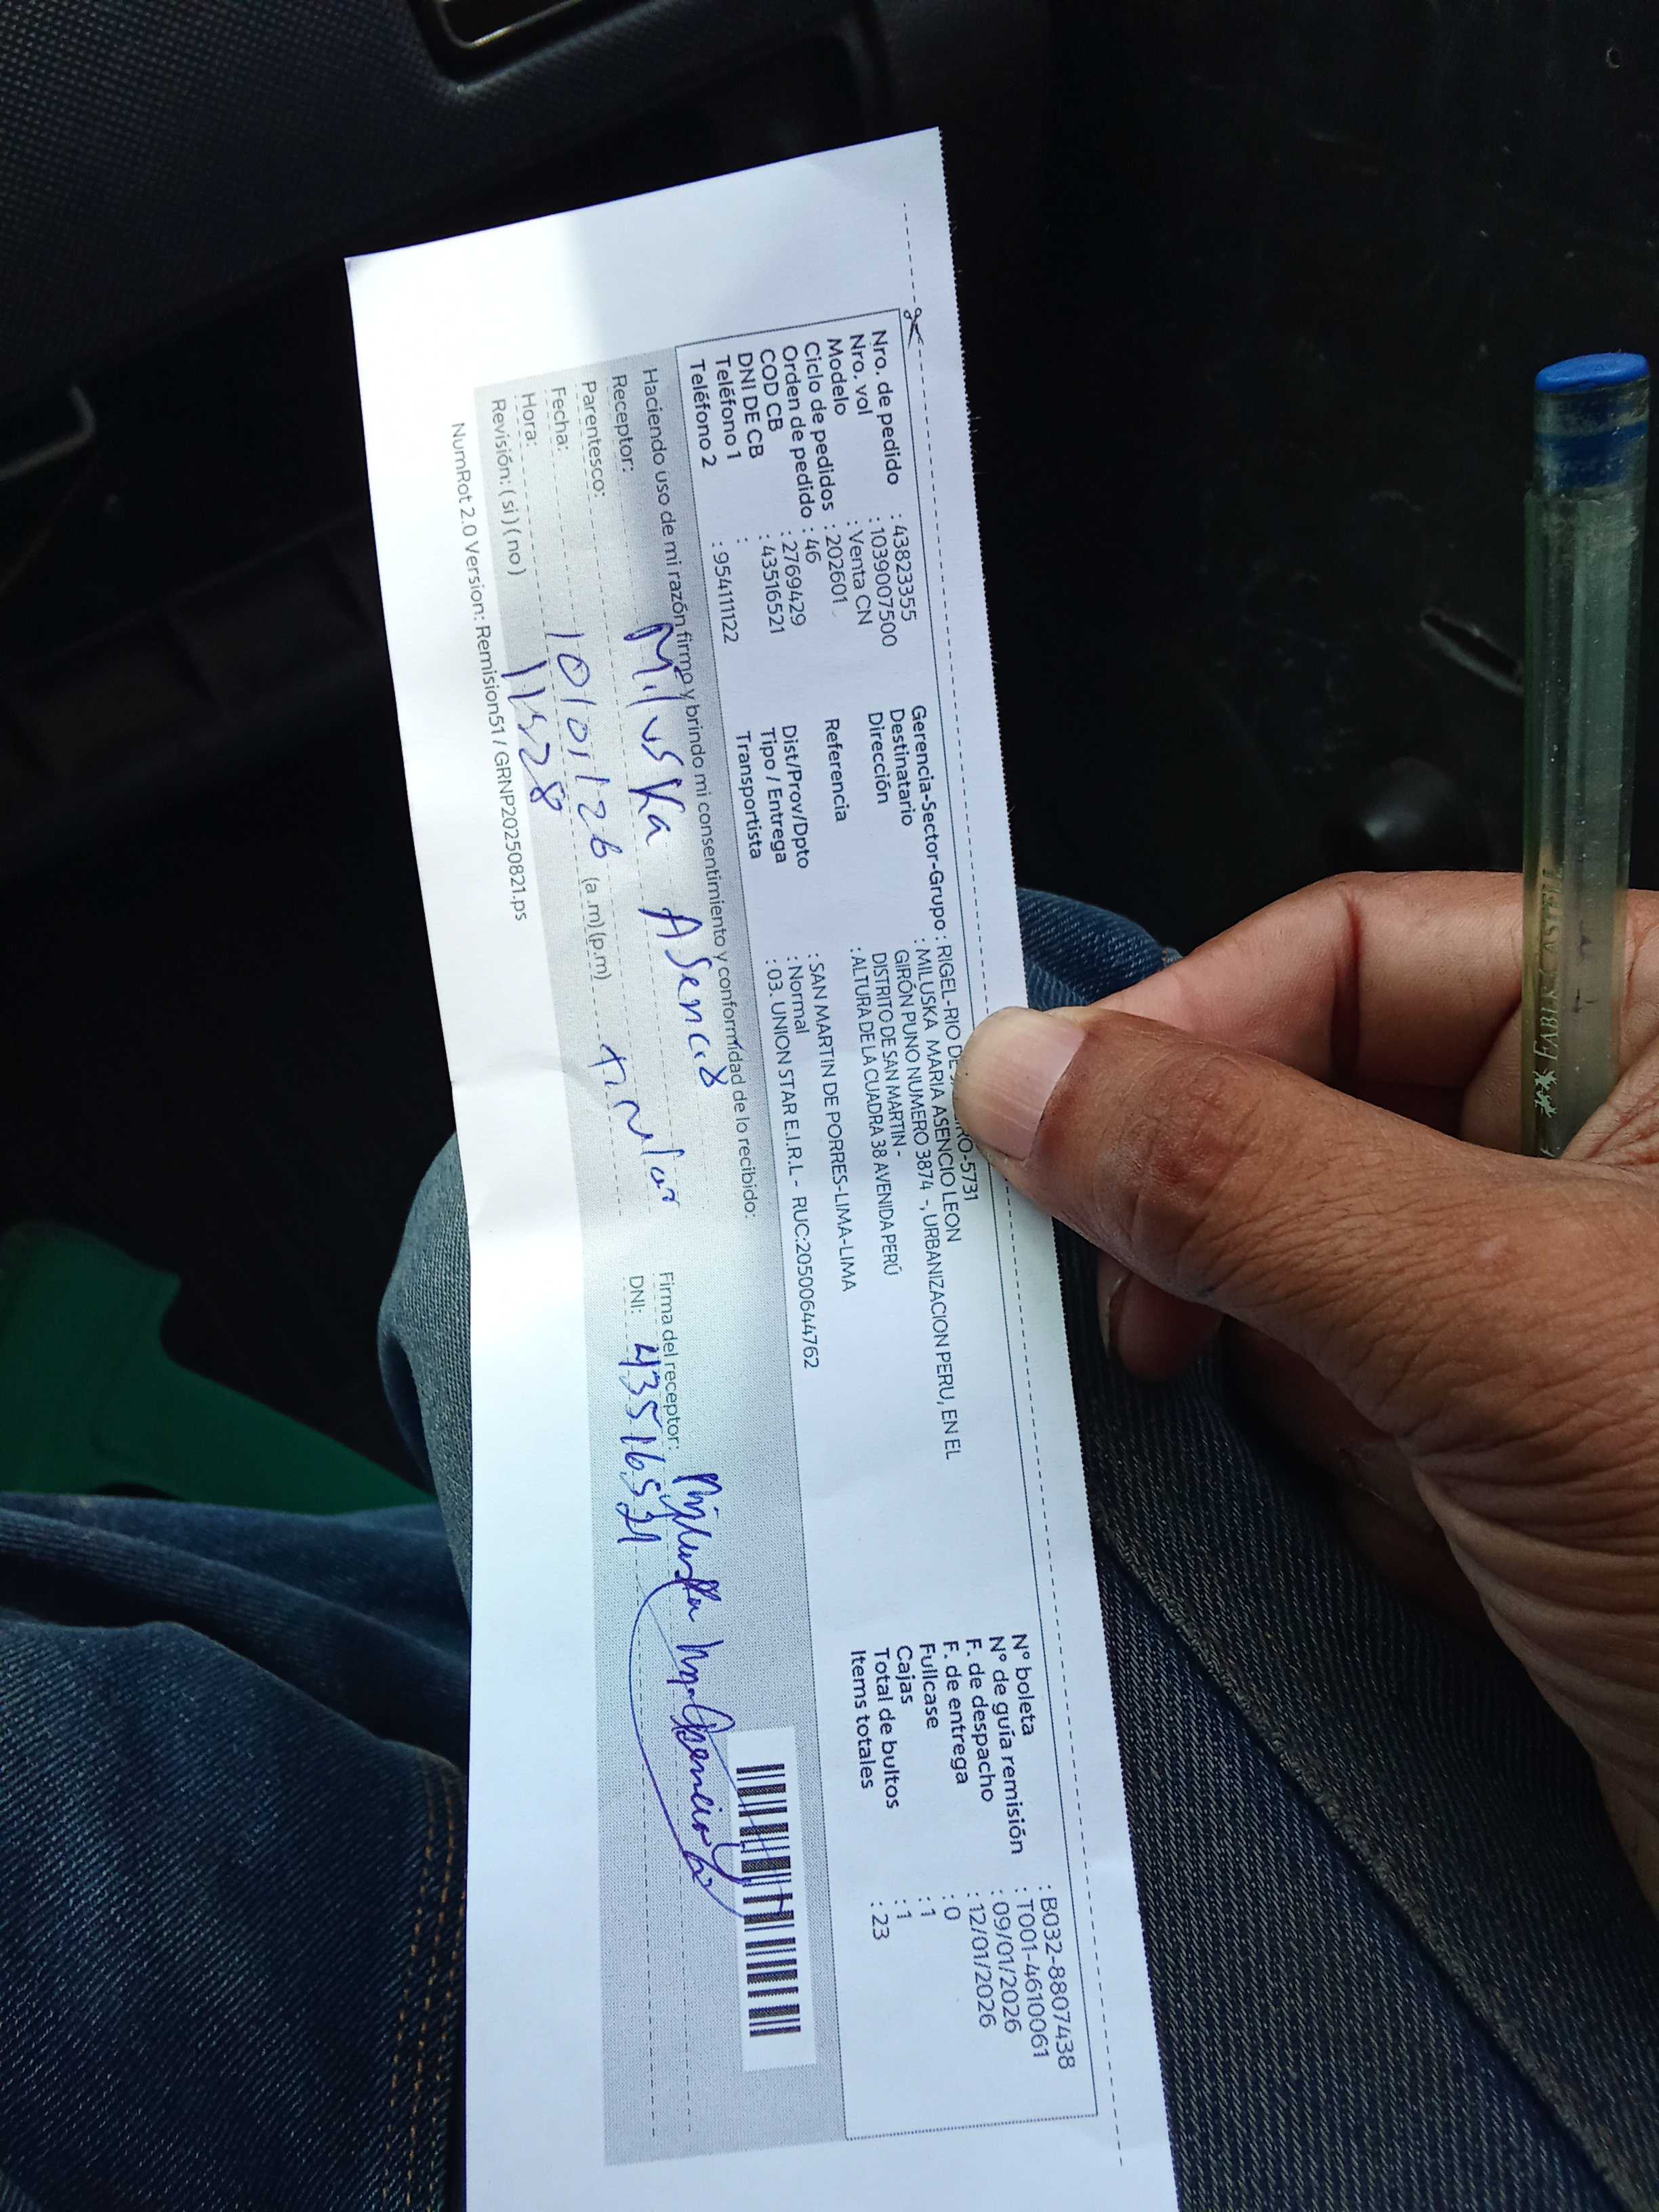 Nro. de pedido : 43823355
Nro. vol : 1039007500
Modelo : Venta CN
Ciclo de pedidos : 202601
Orden de pedido : 46
COD CB : 27694429
DNI DE CB : 43516521
Teléfono 1 :
Teléfono 2 : 954111122
Gerencia-Sector-Grupo : RIGEL-RIO
Destinatario : MILUSKA MARIA ASENCIO LEON
Dirección GIRÓN PUNO NUMERO 3874 -, URBANIZACION PERU, EN EL
DISTRITO DE SAN MARTIN -
Referencia : ALTURA DE LA CUADRA 38 AVENIDA PERÚ
Dist/Prov/Dpto : SAN MARTIN DE PORRES-LIMA-LIMA
Tipo / Entrega : Normal
Transportista : 03. UNION STAR E.I.R.L - RUC:20500644762
N° boleta : B032-8807438
N° de guía remisión : T001-4610061
F. de despacho : 09/01/2026
F. de entrega : 12/01/2026
Fullcase : 0
Cajas : 1
Total de bultos : 1
Items totales : 23
Haciendo uso de mi razón firmo y brindo mi consentimiento y conformidad de lo recibido:
Receptor: Miluska Asencio
Parentesco: titular
Fecha: 10/01/26 (a.m)(p.m)
Hora: 11:28
Revisión: ( si ) ( no )
Firma del receptor: Miluska
DNI: 43516521
NumRot 2.0 Version: Remision51 / GRNP20250821.ps
FABER-CASTELL